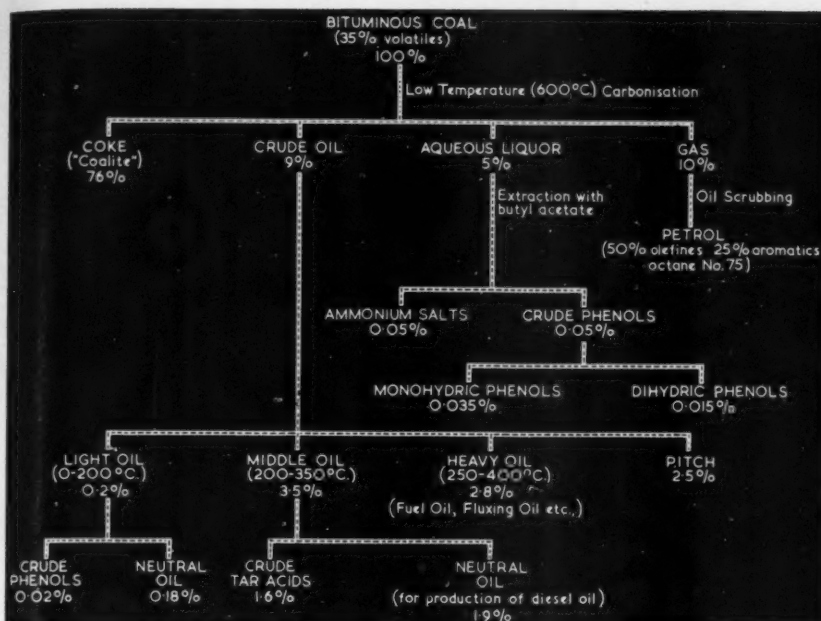 BITUMINOUS COAL
(35% volatiles)
100%
Low Temperature (600°C.) Carbonisation
COKE
("Coalite")
76%
CRUDE OIL
9%
AQUEOUS LIQUOR
5%
GAS
10%
Extraction with
butyl acetate
Oil Scrubbing
PETROL
(50% olefines 25% aromatics
octane No. 75)
AMMONIUM SALTS
0·05%
CRUDE PHENOLS
0·05%
MONOHYDRIC PHENOLS
0·035%
DIHYDRIC PHENOLS
0·015%
LIGHT OIL
(0-200°C.)
0·2%
MIDDLE OIL
(200-350°C.)
3·5%
HEAVY OIL
(250-400°C.)
2·8%
(Fuel Oil, Fluxing Oil etc.,)
PITCH
2·5%
CRUDE
PHENOLS
0·02%
NEUTRAL
OIL
0·18%
CRUDE
TAR ACIDS
1·6%
NEUTRAL
OIL
(for production of diesel oil)
1·9%